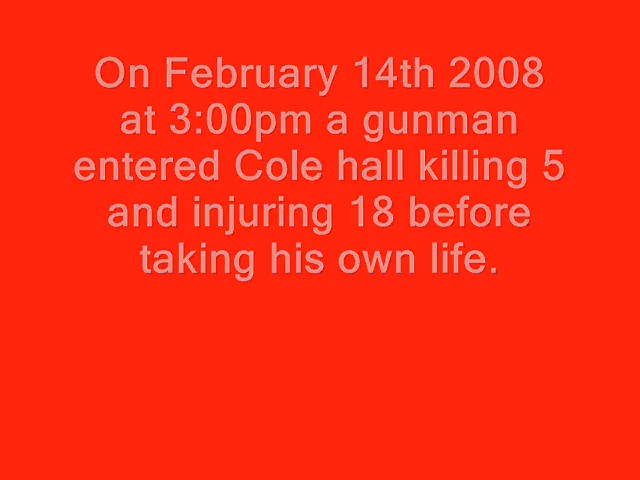 On February 14th 2008
at 3:00pm a gunman
entered Cole hall killing 5
and injuring 18 before
taking his own life.